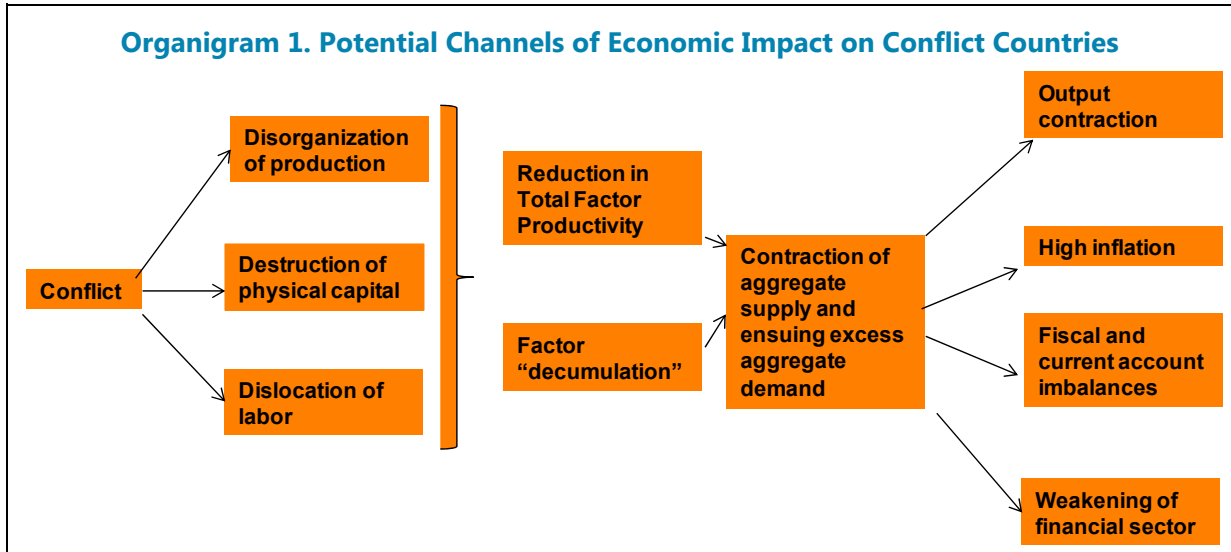 Organigram 1. Potential Channels of Economic Impact on Conflict Countries
Conflict
Disorganization
of production
Destruction of
physical capital
Dislocation of
labor
Reduction in
Total Factor
Productivity
Factor
“decumulation”
Contraction of
aggregate
supply and
ensuing excess
aggregate
demand
Output
contraction
High inflation
Fiscal and
current account
imbalances
Weakening of
financial sector